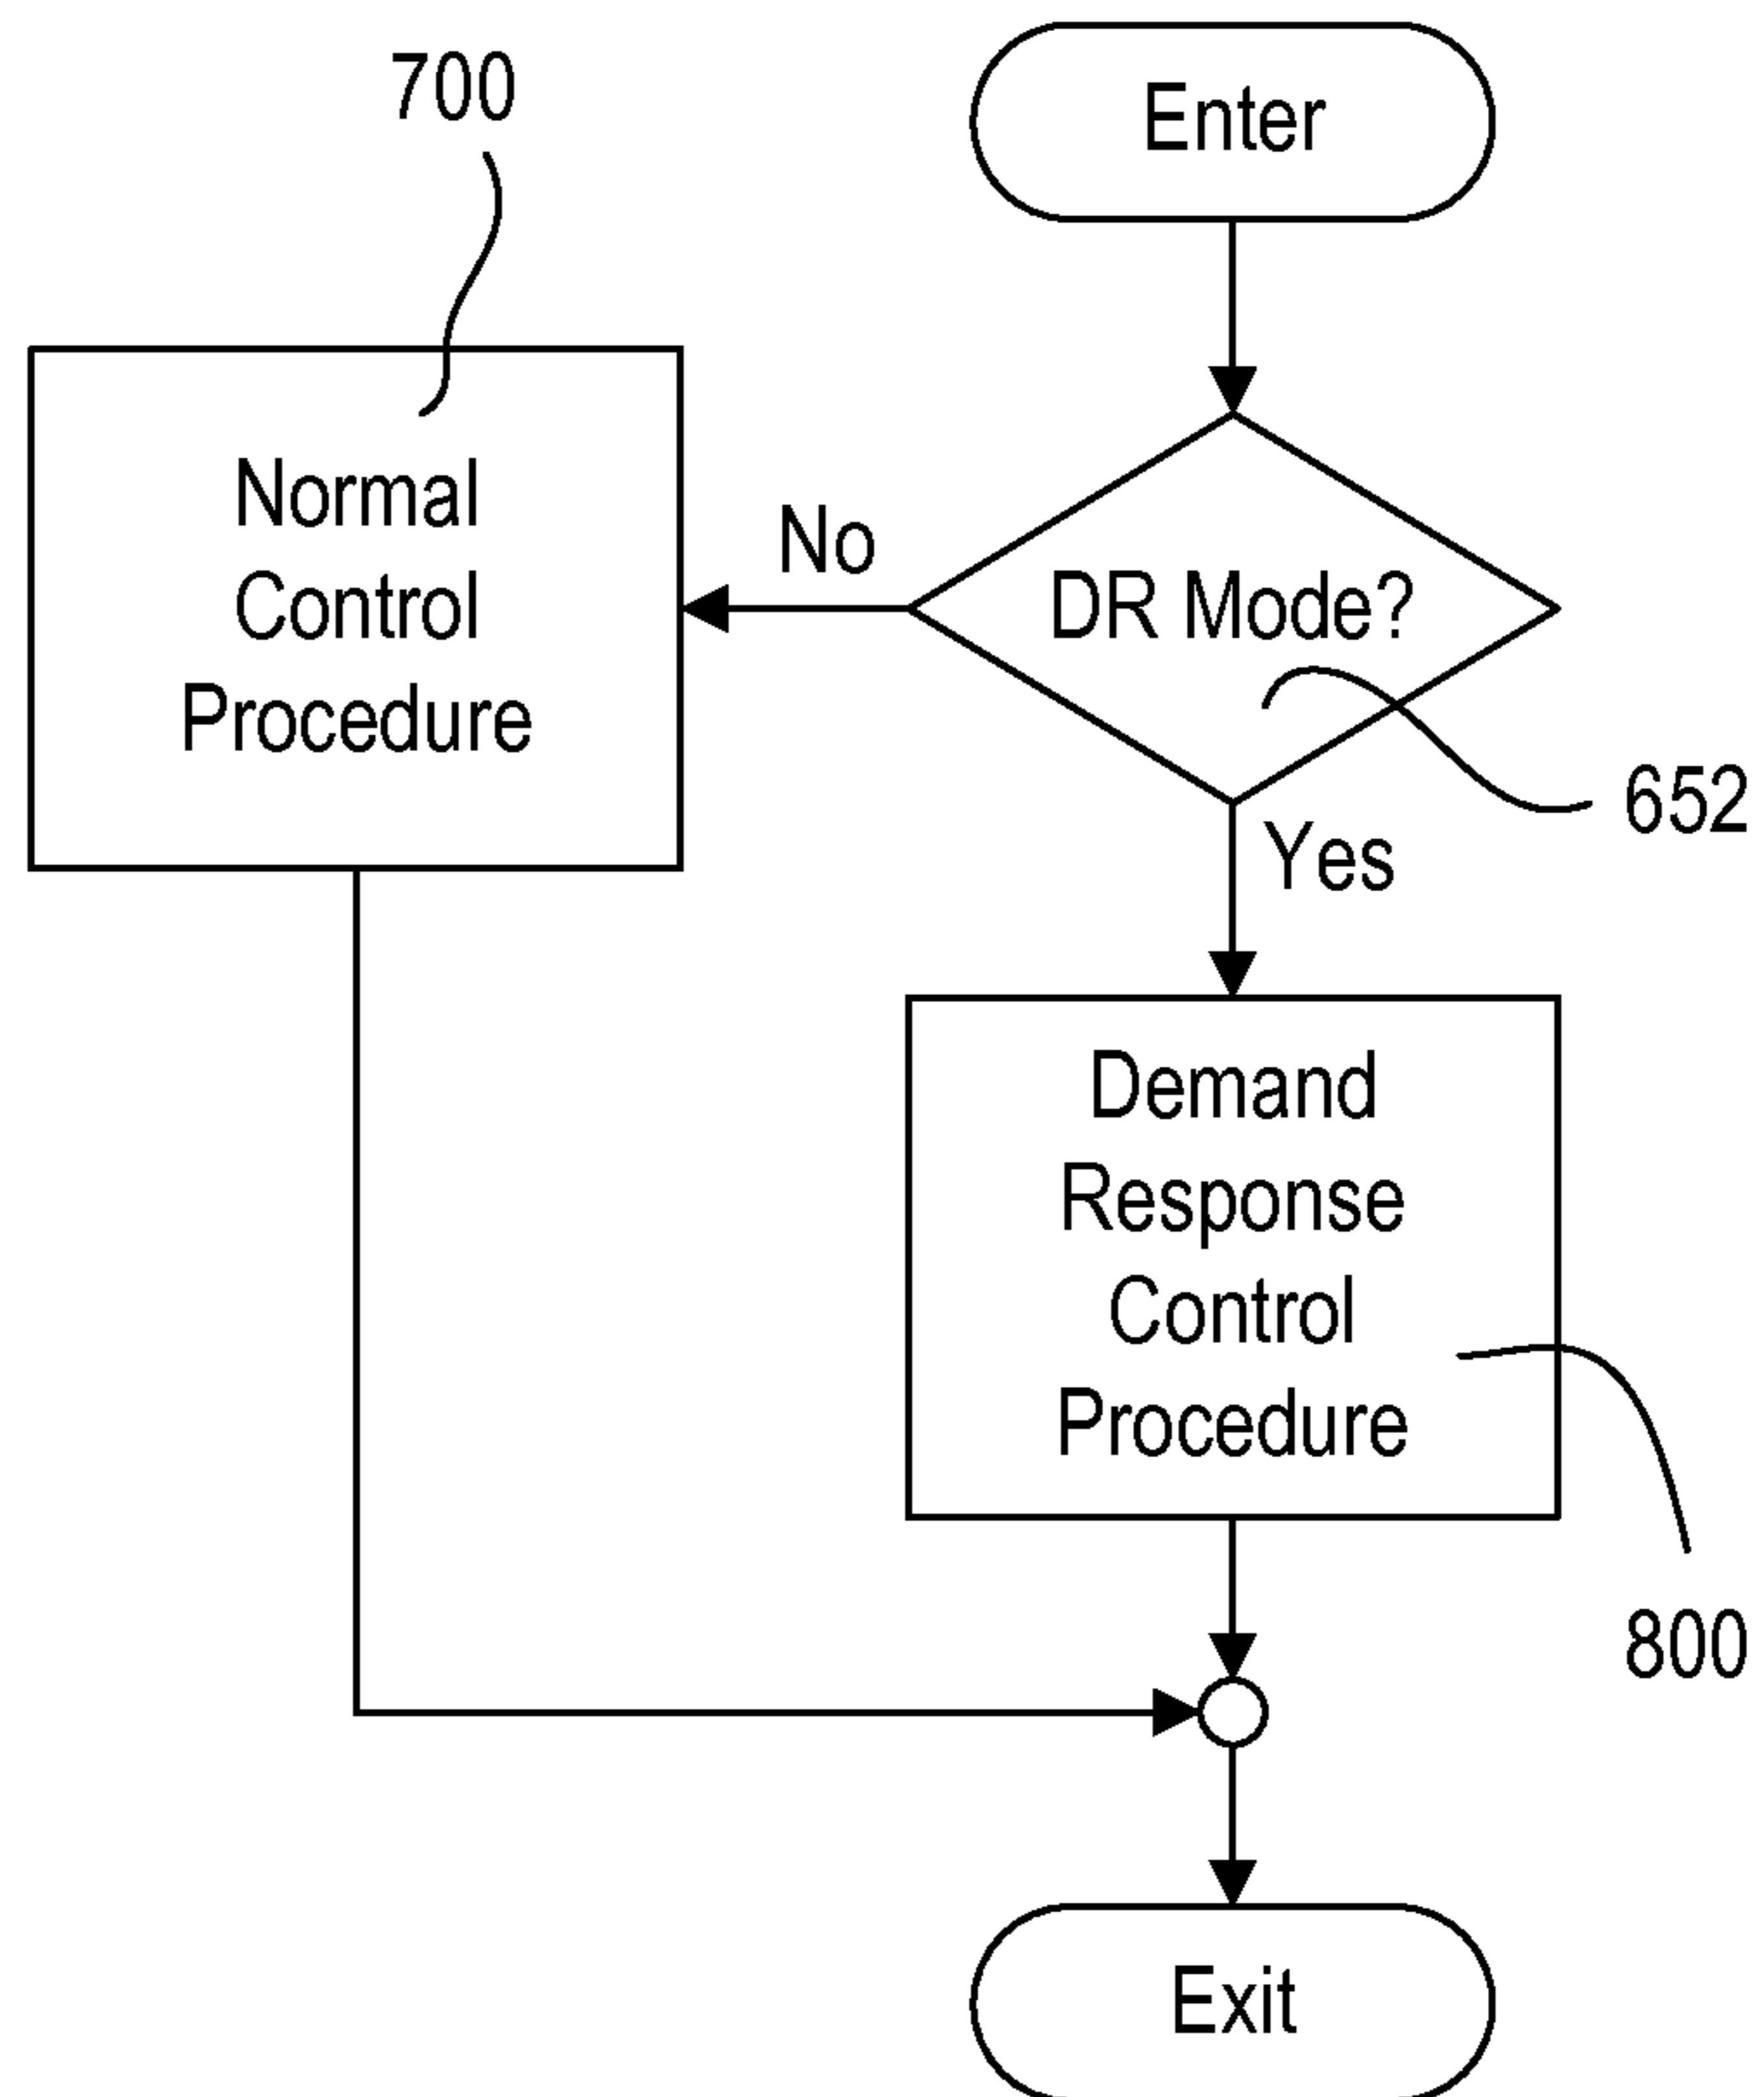 700
Enter
Normal
Control
Procedure
No
DR Mode?
652
Yes
Demand
Response
Control
Procedure
800
Exit